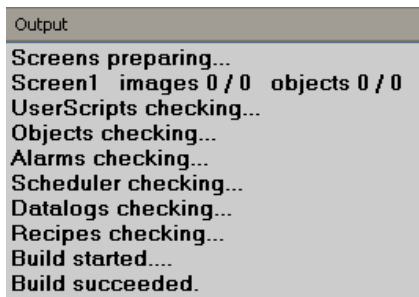 Output
Screens preparing...
Screen1 images 0 / 0 objects 0 / 0
UserScripts checking...
Objects checking...
Alarms checking...
Scheduler checking...
Datalogs checking...
Recipes checking...
Build started....
Build succeeded.